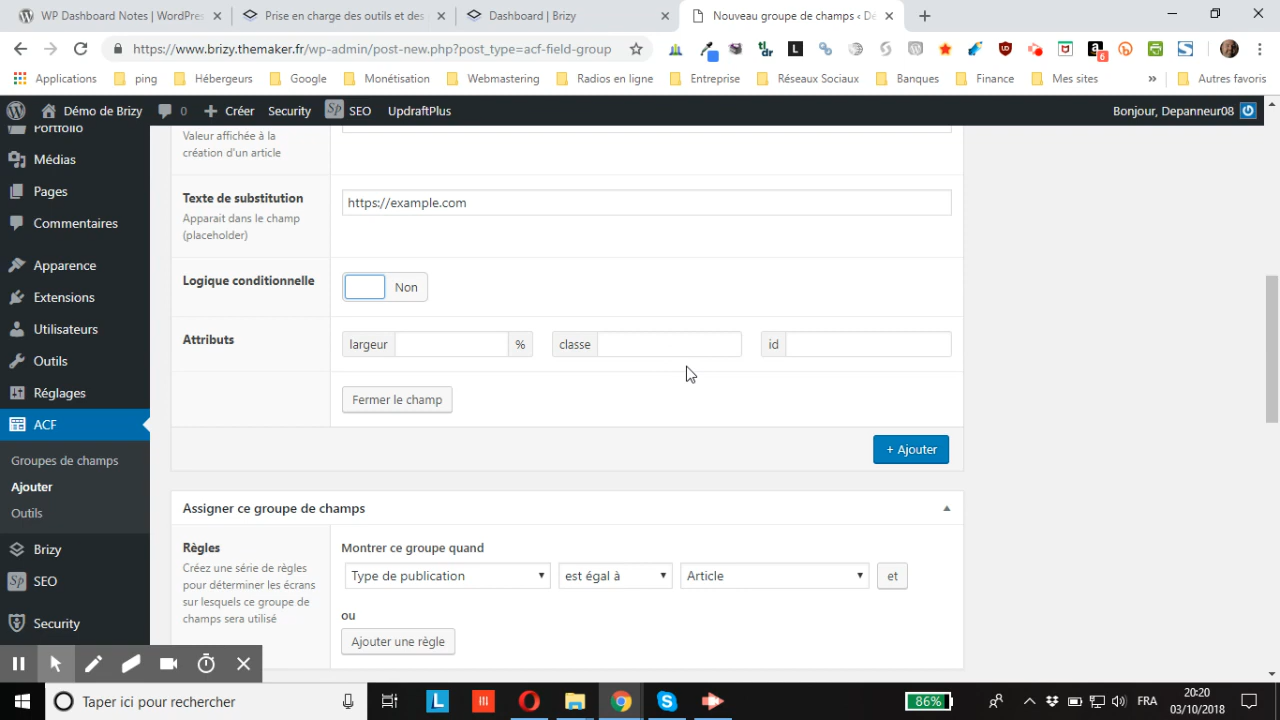 WP Dashboard Notes | WordPres
Prise en charge des outils et des
Dashboard | Brizy
Nouveau groupe de champs ‹ Dé
https://www.brizy.themaker.fr/wp-admin/post-new.php?post_type=acf-field-group
6
Applications
ping
Hébergeurs
Google
Monétisation
Webmastering
Radios en ligne
Entreprise
Réseaux Sociaux
Banques
Finance
Mes sites
»
Autres favoris
Démo de Brizy
0
Créer
Security
SEO
UpdraftPlus
Bonjour, Depanneur08
Portfolio
Médias
Pages
Commentaires
Apparence
Extensions
Utilisateurs
Outils
Réglages
ACF
Groupes de champs
Ajouter
Outils
Brizy
SEO
Security
Valeur affichée à la
création d'un article
Texte de substitution
Apparait dans le champ
(placeholder)
https://example.com
Logique conditionnelle
Non
Attributs
largeur
%
classe
id
Fermer le champ
+ Ajouter
Assigner ce groupe de champs
Règles
Créez une série de règles
pour déterminer les écrans
sur lesquels ce groupe de
champs sera utilisé
Montrer ce groupe quand
Type de publication
est égal à
Article
et
ou
Ajouter une règle
Taper ici pour rechercher
86%
FRA
20:20
03/10/2018